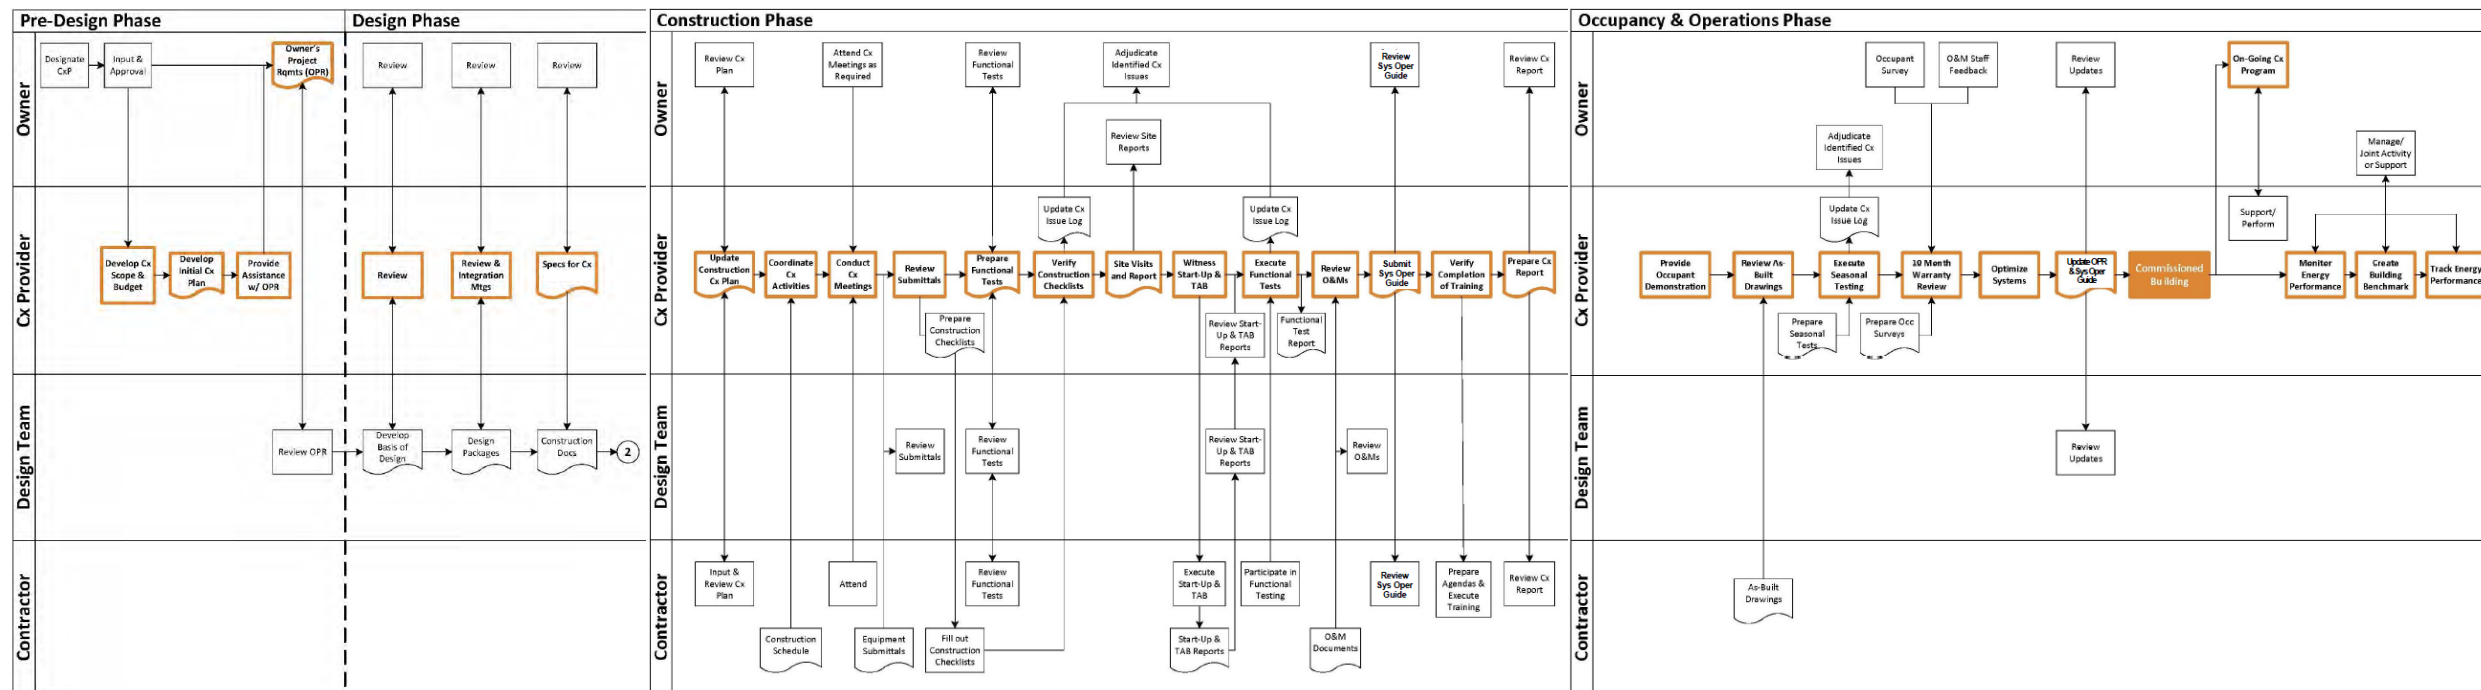 Pre-Design Phase
Design Phase
Construction Phase
Occupancy & Operations Phase
Owner
Designate
CxP
Input &
Approval
Owner's
Project
Rqmts (OPR)
Review
Review
Review
Cx Provider
Develop Cx
Scope &
Budget
Develop
Initial Cx
Plan
Provide
Assistance
w/ OPR
Review
Review &
Integration
Mtgs
Specs for Cx
Design Team
Review OPR
Develop
Basis of
Design
Design
Packages
Construction
Docs
2
Contractor
Owner
Review Cx
Plan
Attend Cx
Meetings as
Required
Review
Functional
Tests
Adjudicate
Identified Cx
Issues
Review Site
Reports
Review
Sys Oper
Guide
Review Cx
Report
Cx Provider
Update Cx
Issue Log
Update Cx
Issue Log
Update
Construction
Cx Plan
Coordinate
Cx
Activities
Conduct
Cx
Meetings
Review
Submittals
Prepare
Functional
Tests
Verify
Construction
Checklists
Site Visits
and Report
Witness
Start-Up &
TAB
Execute
Functional
Tests
Review
O&Ms
Submit
Sys Oper
Guide
Verify
Completion
of Training
Prepare Cx
Report
Prepare
Construction
Checklists
Review Start-
Up & TAB
Reports
Functional
Test
Report
Design Team
Review
Submittals
Review
Functional
Tests
Review Start-
Up & TAB
Reports
Review
O&Ms
Contractor
Input &
Review Cx
Plan
Attend
Review
Functional
Tests
Execute
Start-Up &
TAB
Participate in
Functional
Testing
Review
Sys Oper
Guide
Prepare
Agendas &
Execute
Training
Review Cx
Report
Construction
Schedule
Equipment
Submittals
Fill out
Construction
Checklists
Start-Up &
TAB Reports
O&M
Documents
Owner
Occupant
Survey
O&M Staff
Feedback
Review
Updates
On-Going Cx
Program
Adjudicate
Identified Cx
Issues
Manage/
Joint Activity
or Support
Cx Provider
Update Cx
Issue Log
Support/
Perform
Provide
Occupant
Demonstration
Review As-
Built
Drawings
Execute
Seasonal
Testing
10 Month
Warranty
Review
Optimize
Systems
Update OPR
& Sys Oper
Guide
Commissioned
Building
Moniter
Energy
Performance
Create
Building
Benchmark
Track Energy
Performance
Prepare
Seasonal
Tests
Prepare Occ
Surveys
Design Team
Review
Updates
Contractor
As-Built
Drawings